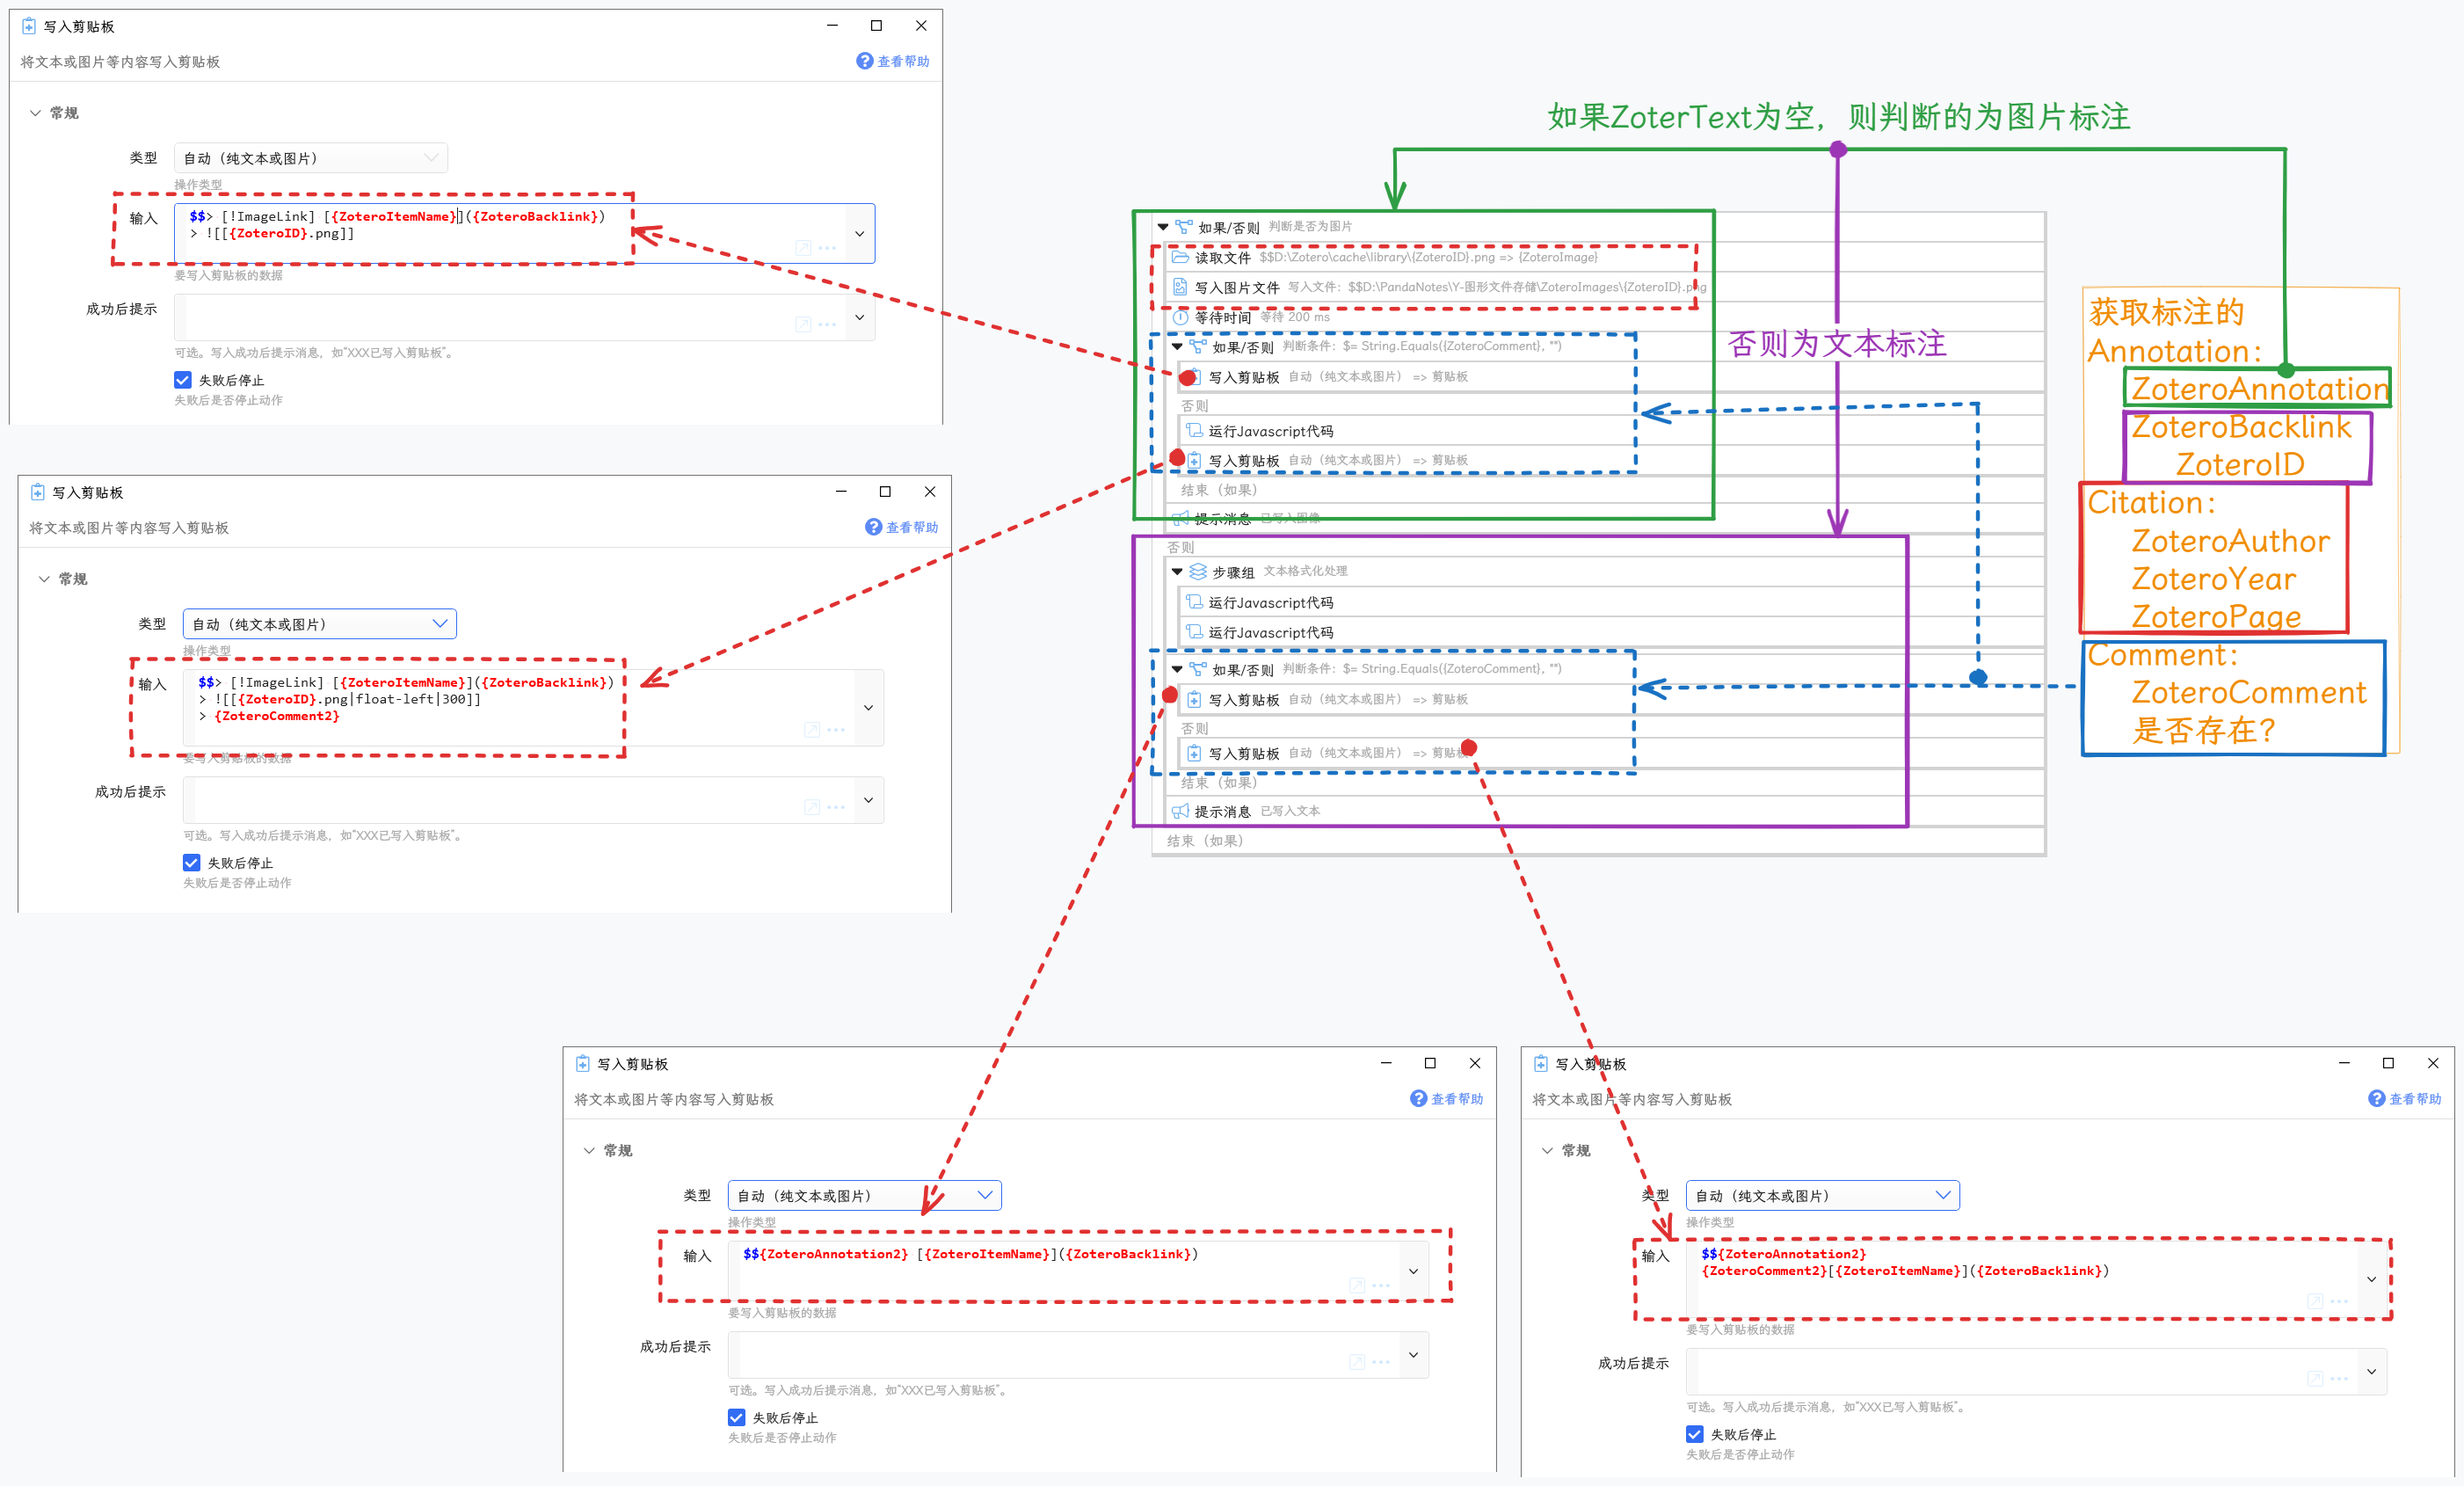 写入剪贴板
将文本或图片等内容写入剪贴板
查看帮助
常规
类型
自动（纯文本或图片）
操作类型
输入
$$> [!ImageLink] [{ZoteroItemName}]({ZoteroBacklink})
> ![[{ZoteroID}.png]]
要写入剪贴板的数据
成功后提示
可选。写入成功后提示消息，如“XXX已写入剪贴板”。
失败后停止
失败后是否停止动作
写入剪贴板
将文本或图片等内容写入剪贴板
查看帮助
常规
类型
自动（纯文本或图片）
操作类型
输入
$$> [!ImageLink] [{ZoteroItemName}]({ZoteroBacklink})
> ![[{ZoteroID}.png|float-left|300]]
> {ZoteroComment2}
要写入剪贴板的数据
成功后提示
可选。写入成功后提示消息，如“XXX已写入剪贴板”。
失败后停止
失败后是否停止动作
如果ZoterText为空，则判断的为图片标注
如果/否则 判断是否为图片
读取文件 $$D:\Zotero\cache\library\{ZoteroID}.png => {ZoteroImage}
写入图片文件 写入文件：$$D:\PandaNotes\Y-图形文件存储\ZoteroImages\{ZoteroID}.png
等待时间 等待 200 ms
如果/否则 判断条件：$= String.Equals({ZoteroComment}, "")
写入剪贴板 自动（纯文本或图片） => 剪贴板
否则
运行Javascript代码
写入剪贴板 自动（纯文本或图片） => 剪贴板
结束（如果）
提示消息 已写入图像
否则为文本标注
否则
步骤组 文本格式化处理
运行Javascript代码
运行Javascript代码
如果/否则 判断条件：$= String.Equals({ZoteroComment}, "")
写入剪贴板 自动（纯文本或图片） => 剪贴板
否则
写入剪贴板 自动（纯文本或图片） => 剪贴板
结束（如果）
提示消息 已写入文本
结束（如果）
获取标注的
Annotation：
ZoteroAnnotation
ZoteroBacklink
ZoteroID
Citation：
ZoteroAuthor
ZoteroYear
ZoteroPage
Comment：
ZoteroComment
是否存在？
写入剪贴板
将文本或图片等内容写入剪贴板
查看帮助
常规
类型
自动（纯文本或图片）
操作类型
输入
$${ZoteroAnnotation2} [{ZoteroItemName}]({ZoteroBacklink})
要写入剪贴板的数据
成功后提示
可选。写入成功后提示消息，如“XXX已写入剪贴板”。
失败后停止
失败后是否停止动作
写入剪贴板
将文本或图片等内容写入剪贴板
查看帮助
常规
类型
自动（纯文本或图片）
操作类型
输入
$${ZoteroAnnotation2}
{ZoteroComment2}[{ZoteroItemName}]({ZoteroBacklink})
要写入剪贴板的数据
成功后提示
可选。写入成功后提示消息，如“XXX已写入剪贴板”。
失败后停止
失败后是否停止动作